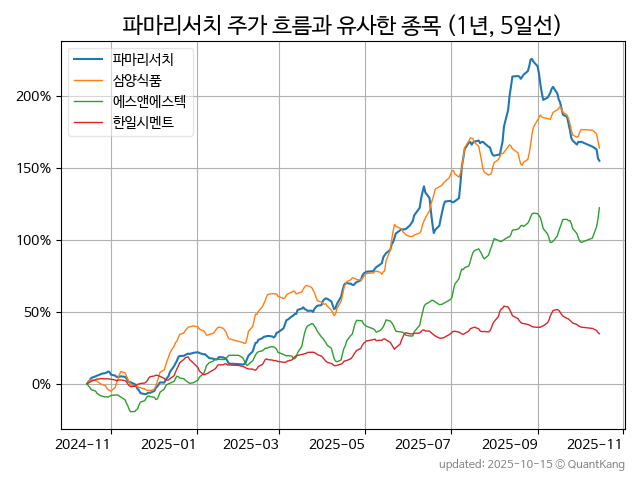 파마리서치 주가 흐름과 유사한 종목 (1년, 5일선)
파마리서치
삼양식품
에스앤에스텍
한일시멘트
200%
150%
100%
50%
0%
2024-11 2025-01 2025-03 2025-05 2025-07 2025-09 2025-11
updated: 2025-10-15 © QuantKang